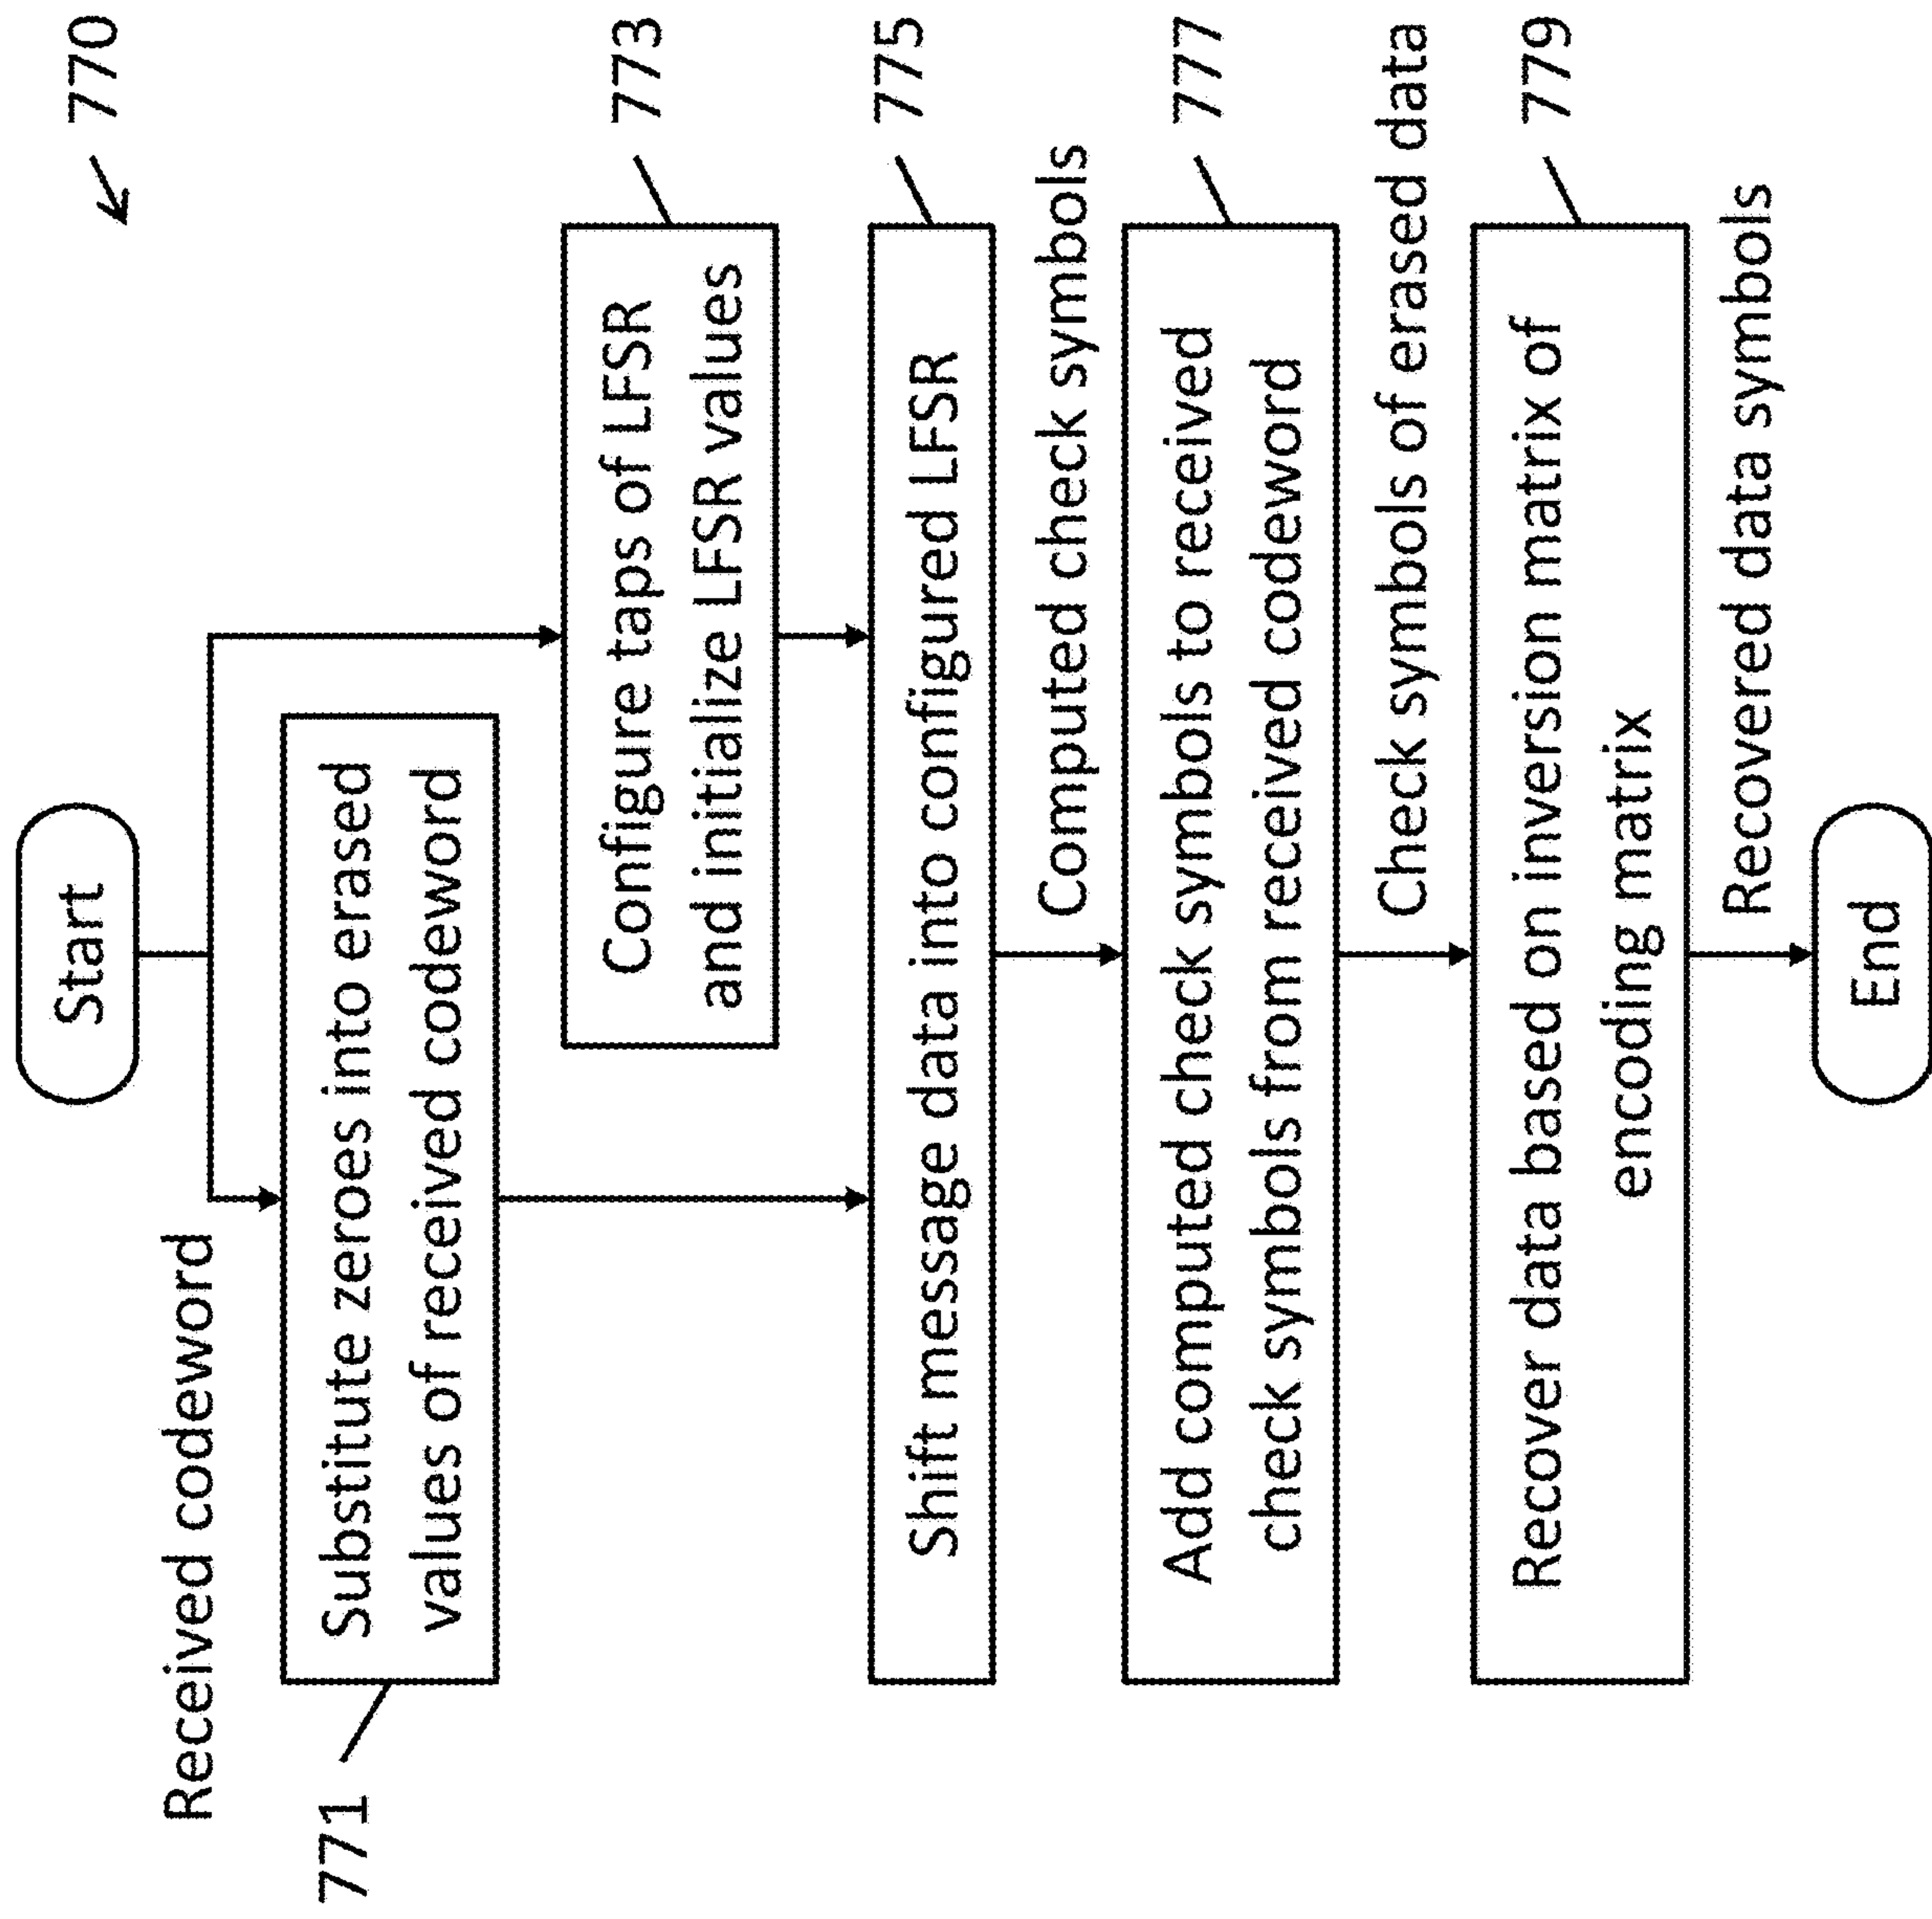 770
Start
Received codeword
771
Substitute zeroes into erased
values of received codeword
773
Configure taps of LFSR
and initialize LFSR values
775
Shift message data into configured LFSR
Computed check symbols
777
Add computed check symbols to received
check symbols from received codeword
Check symbols of erased data
779
Recover data based on inversion matrix of
encoding matrix
Recovered data symbols
End